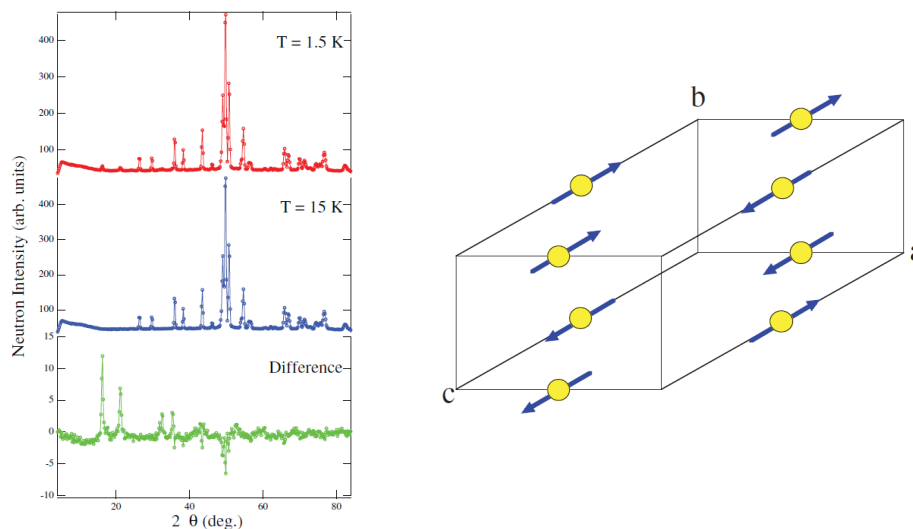 Neutron Intensity (arb. units)
400
300
200
100
T = 1.5 K
400
300
200
100
T = 15 K
15
10
5
0
-5
-10
Difference
20
40
60
80
2 θ (deg.)
b
a
c